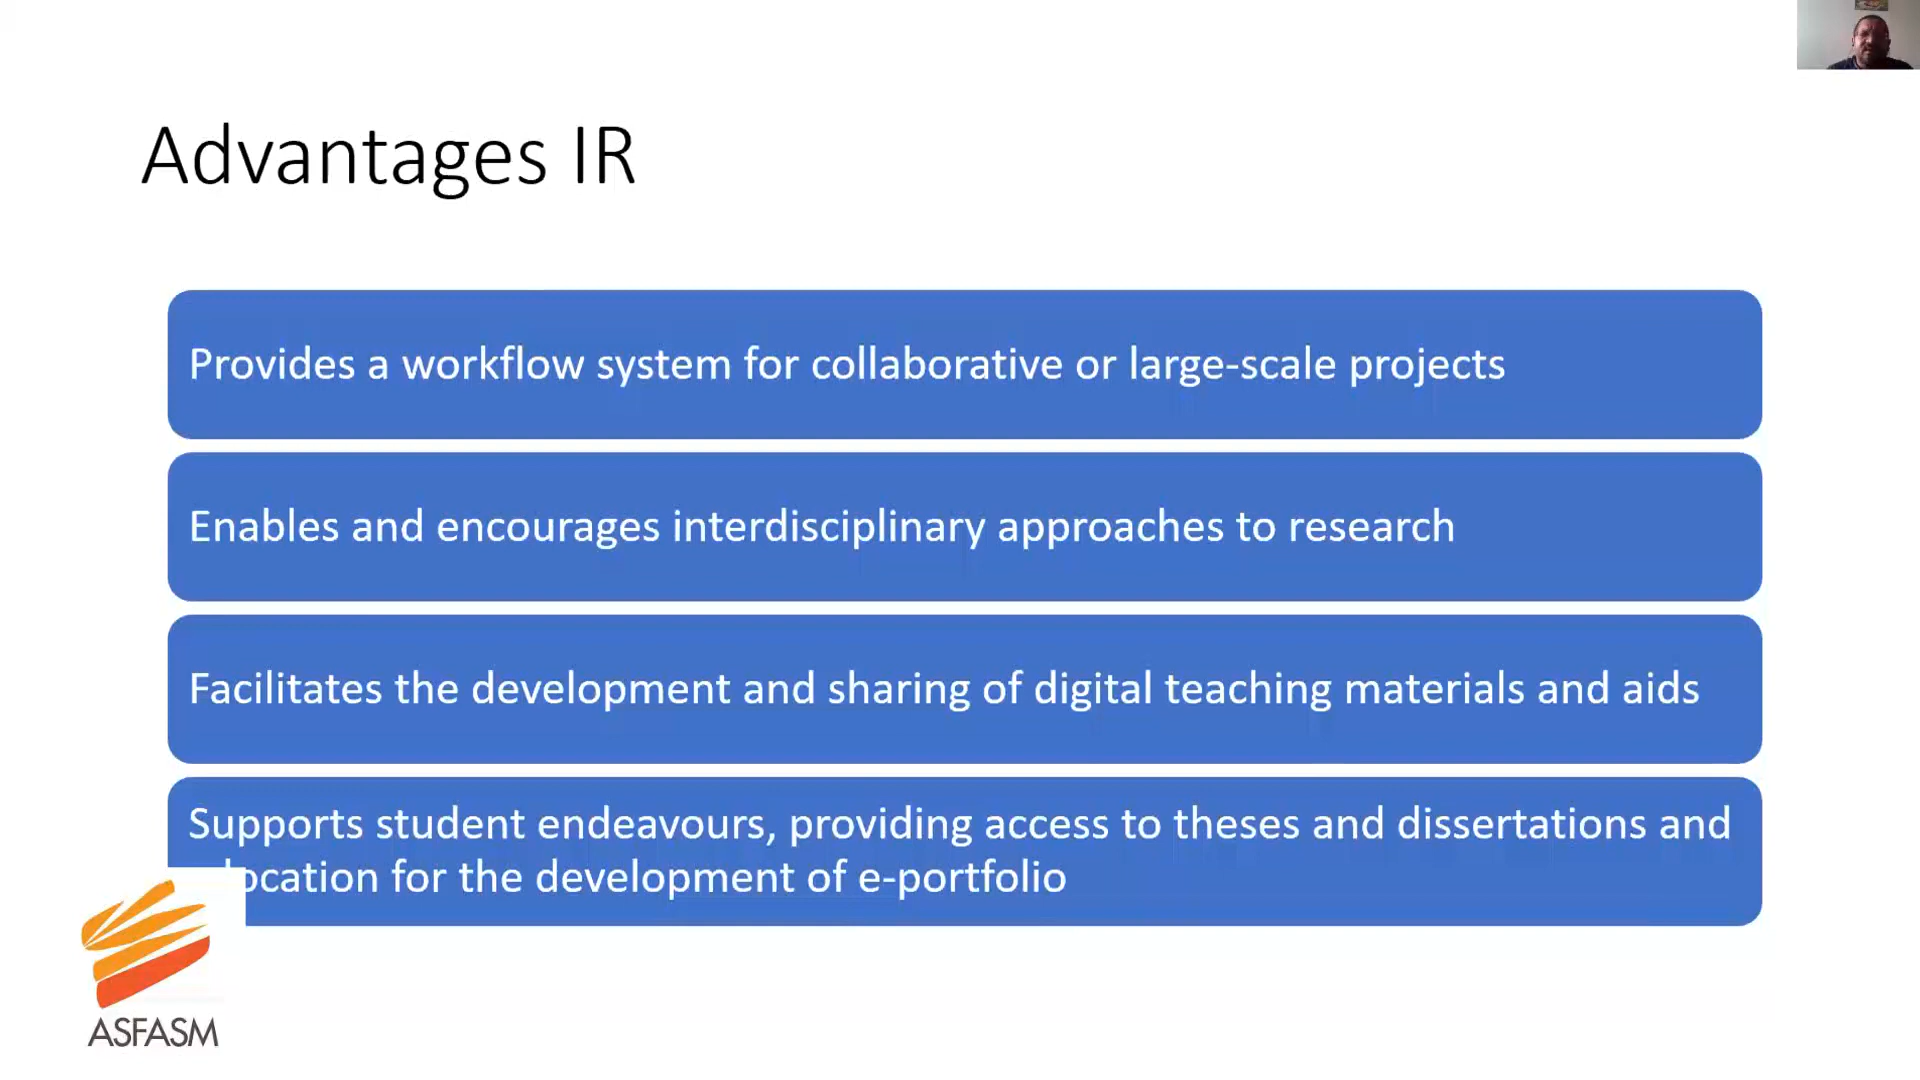 Advantages IR
Provides a workflow system for collaborative or large-scale projects
Enables and encourages interdisciplinary approaches to research
Facilitates the development and sharing of digital teaching materials and aids
Supports student endeavours, providing access to theses and dissertations and
location for the development of e-portfolio
ASFASM